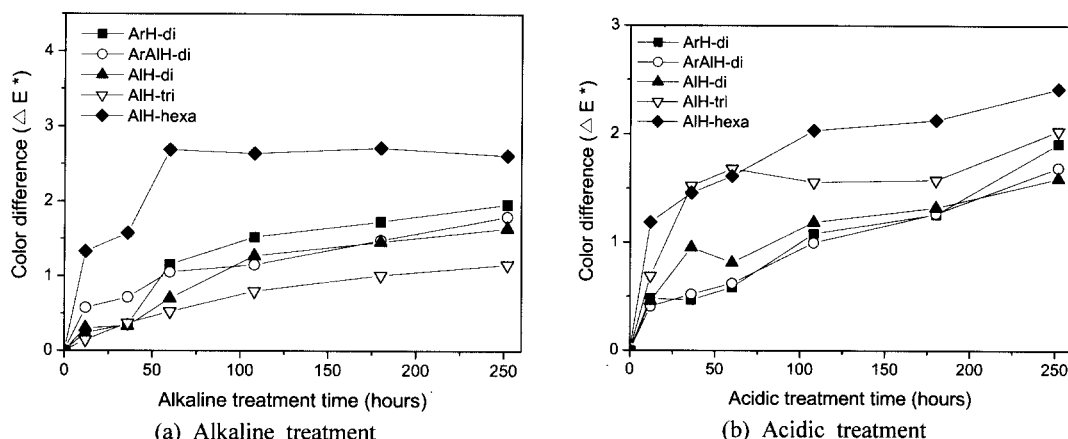 4
3
2
1
0
Color difference (△ E *)
ArH-di
ArAlH-di
AlH-di
AlH-tri
AlH-hexa
0 50 100 150 200 250
Alkaline treatment time (hours)
(a) Alkaline treatment
3
2
1
0
Color difference (△ E *)
ArH-di
ArAlH-di
AlH-di
AlH-tri
AlH-hexa
0 50 100 150 200 250
Acidic treatment time (hours)
(b) Acidic treatment